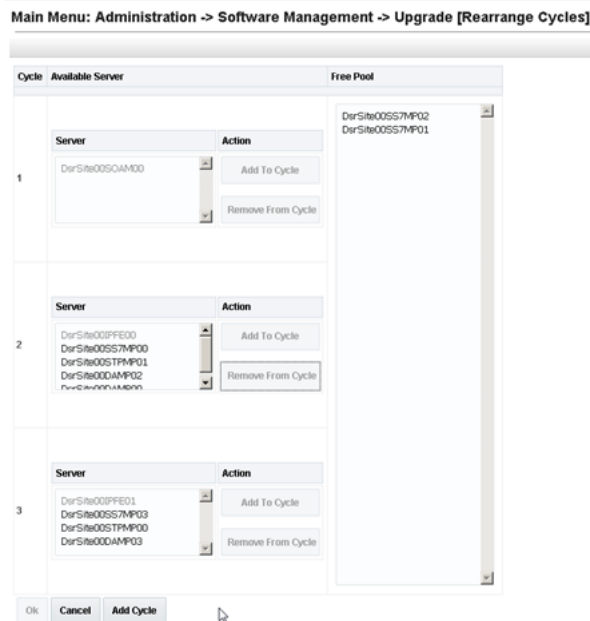 Main Menu: Administration -> Software Management -> Upgrade [Rearrange Cycles]
Cycle Available Server Free Pool
DsrSite00SS7MP02
DsrSite00SS7MP01
Server Action
1
DsrSite00SOAM00
Add To Cycle
Remove From Cycle
Server Action
2
DsrSite00IPFE00
DsrSite00SS7MP00
DsrSite00STPMP01
DsrSite00DAMP02
DsrSite00DAMP00
Add To Cycle
Remove From Cycle
Server Action
3
DsrSite00IPFE01
DsrSite00SS7MP03
DsrSite00STPMP00
DsrSite00DAMP03
Add To Cycle
Remove From Cycle
Ok Cancel Add Cycle